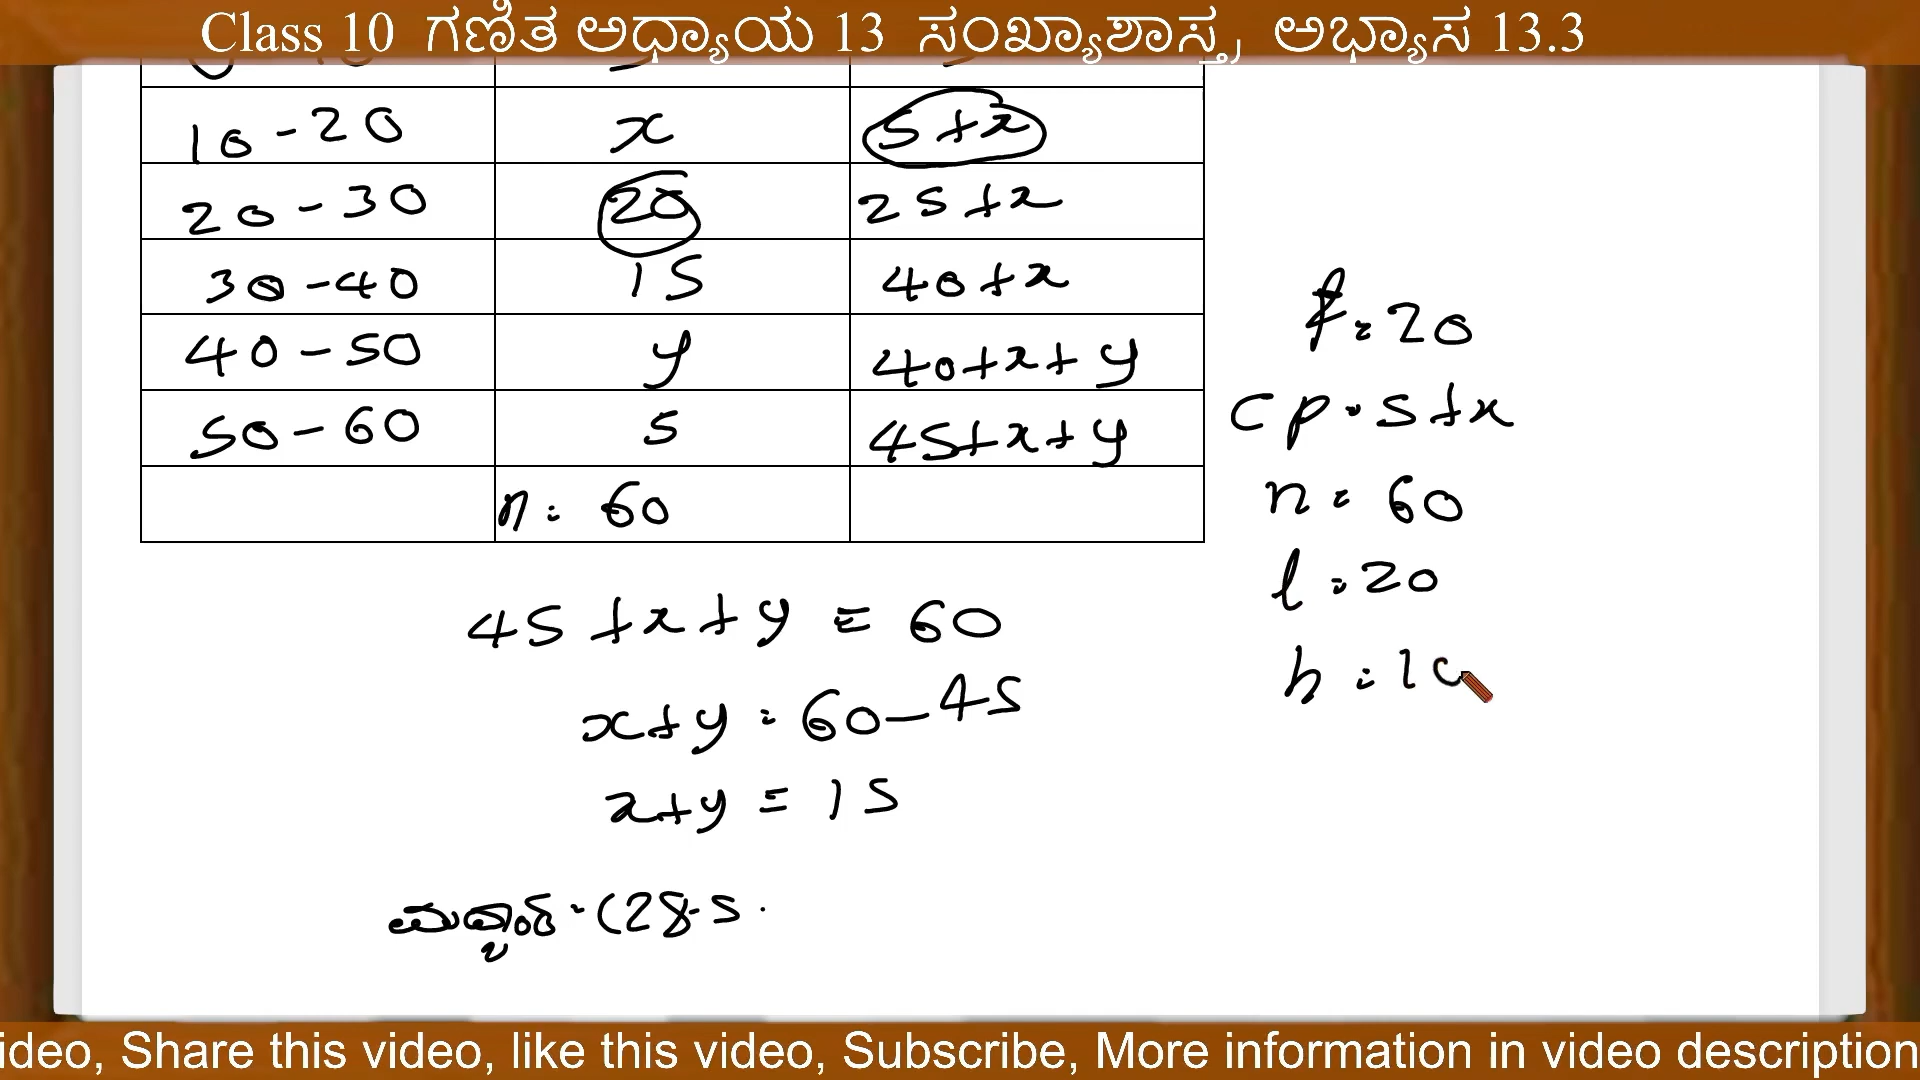 Class 10 ಗಣಿತ ಅಧ್ಯಾಯ 13 ಸಂಖ್ಯಾಶಾಸ್ತ್ರ, ಅಭ್ಯಾಸ 13.3
10-20 x 5+x
20-30 20 25+x
30-40 15 40+x
40-50 y 40+x+y
50-60 5 45+x+y
n= 60
f=20
cp=5+x
n= 60
l=20
h=10
45+x+y = 60
x+y = 60-45
x+y = 15
ಮಧ್ಯಾಂಕ = (28.5
ideo, Share this video, like this video, Subscribe, More information in video description